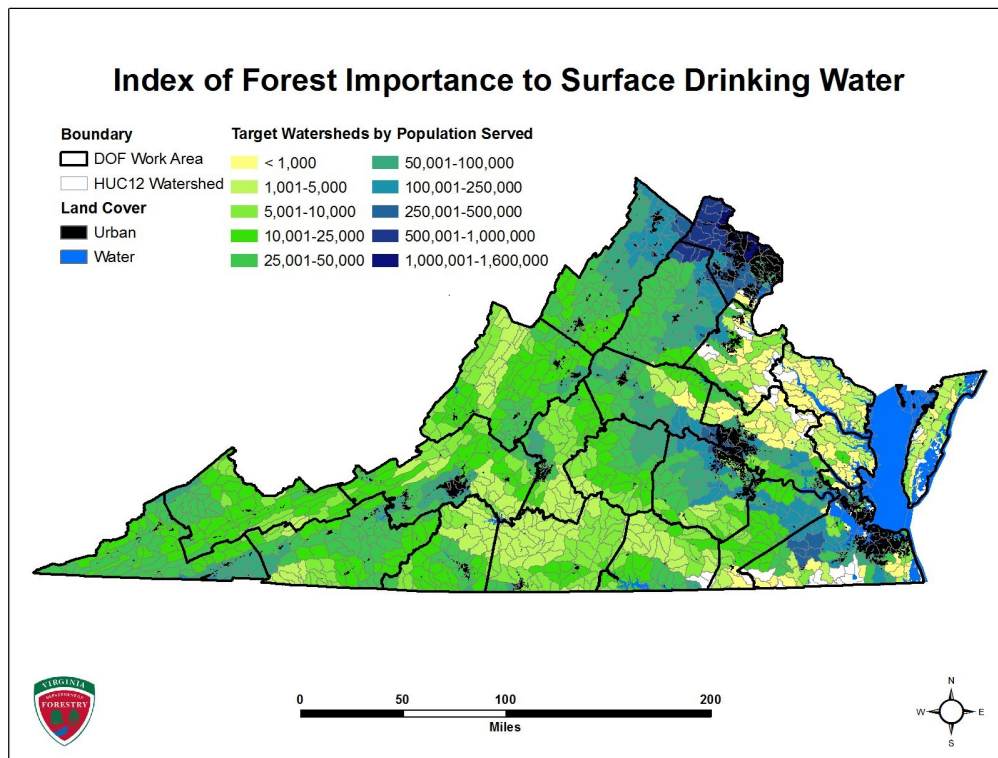 Index of Forest Importance to Surface Drinking Water
Boundary
DOF Work Area
HUC12 Watershed
Land Cover
Urban
Water
Target Watersheds by Population Served
< 1,000
1,001-5,000
5,001-10,000
10,001-25,000
25,001-50,000
50,001-100,000
100,001-250,000
250,001-500,000
500,001-1,000,000
1,000,001-1,600,000
VIRGINIA
DEPARTMENT OF
FORESTRY
0 50 100 200
Miles
N
W E
S